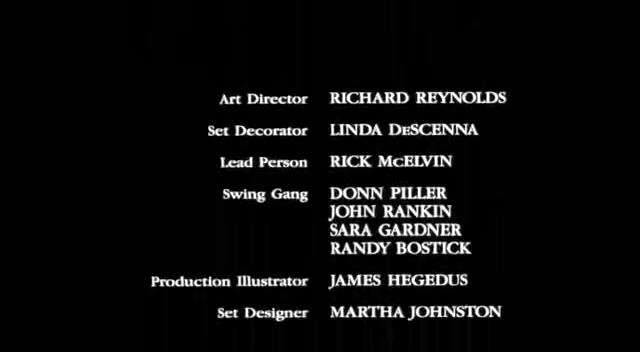 Art Director RICHARD REYNOLDS
Set Decorator LINDA DeSCENNA
Lead Person RICK McELVIN
Swing Gang DONN PILLER
JOHN RANKIN
SARA GARDNER
RANDY BOSTICK
Production Illustrator JAMES HEGEDUS
Set Designer MARTHA JOHNSTON